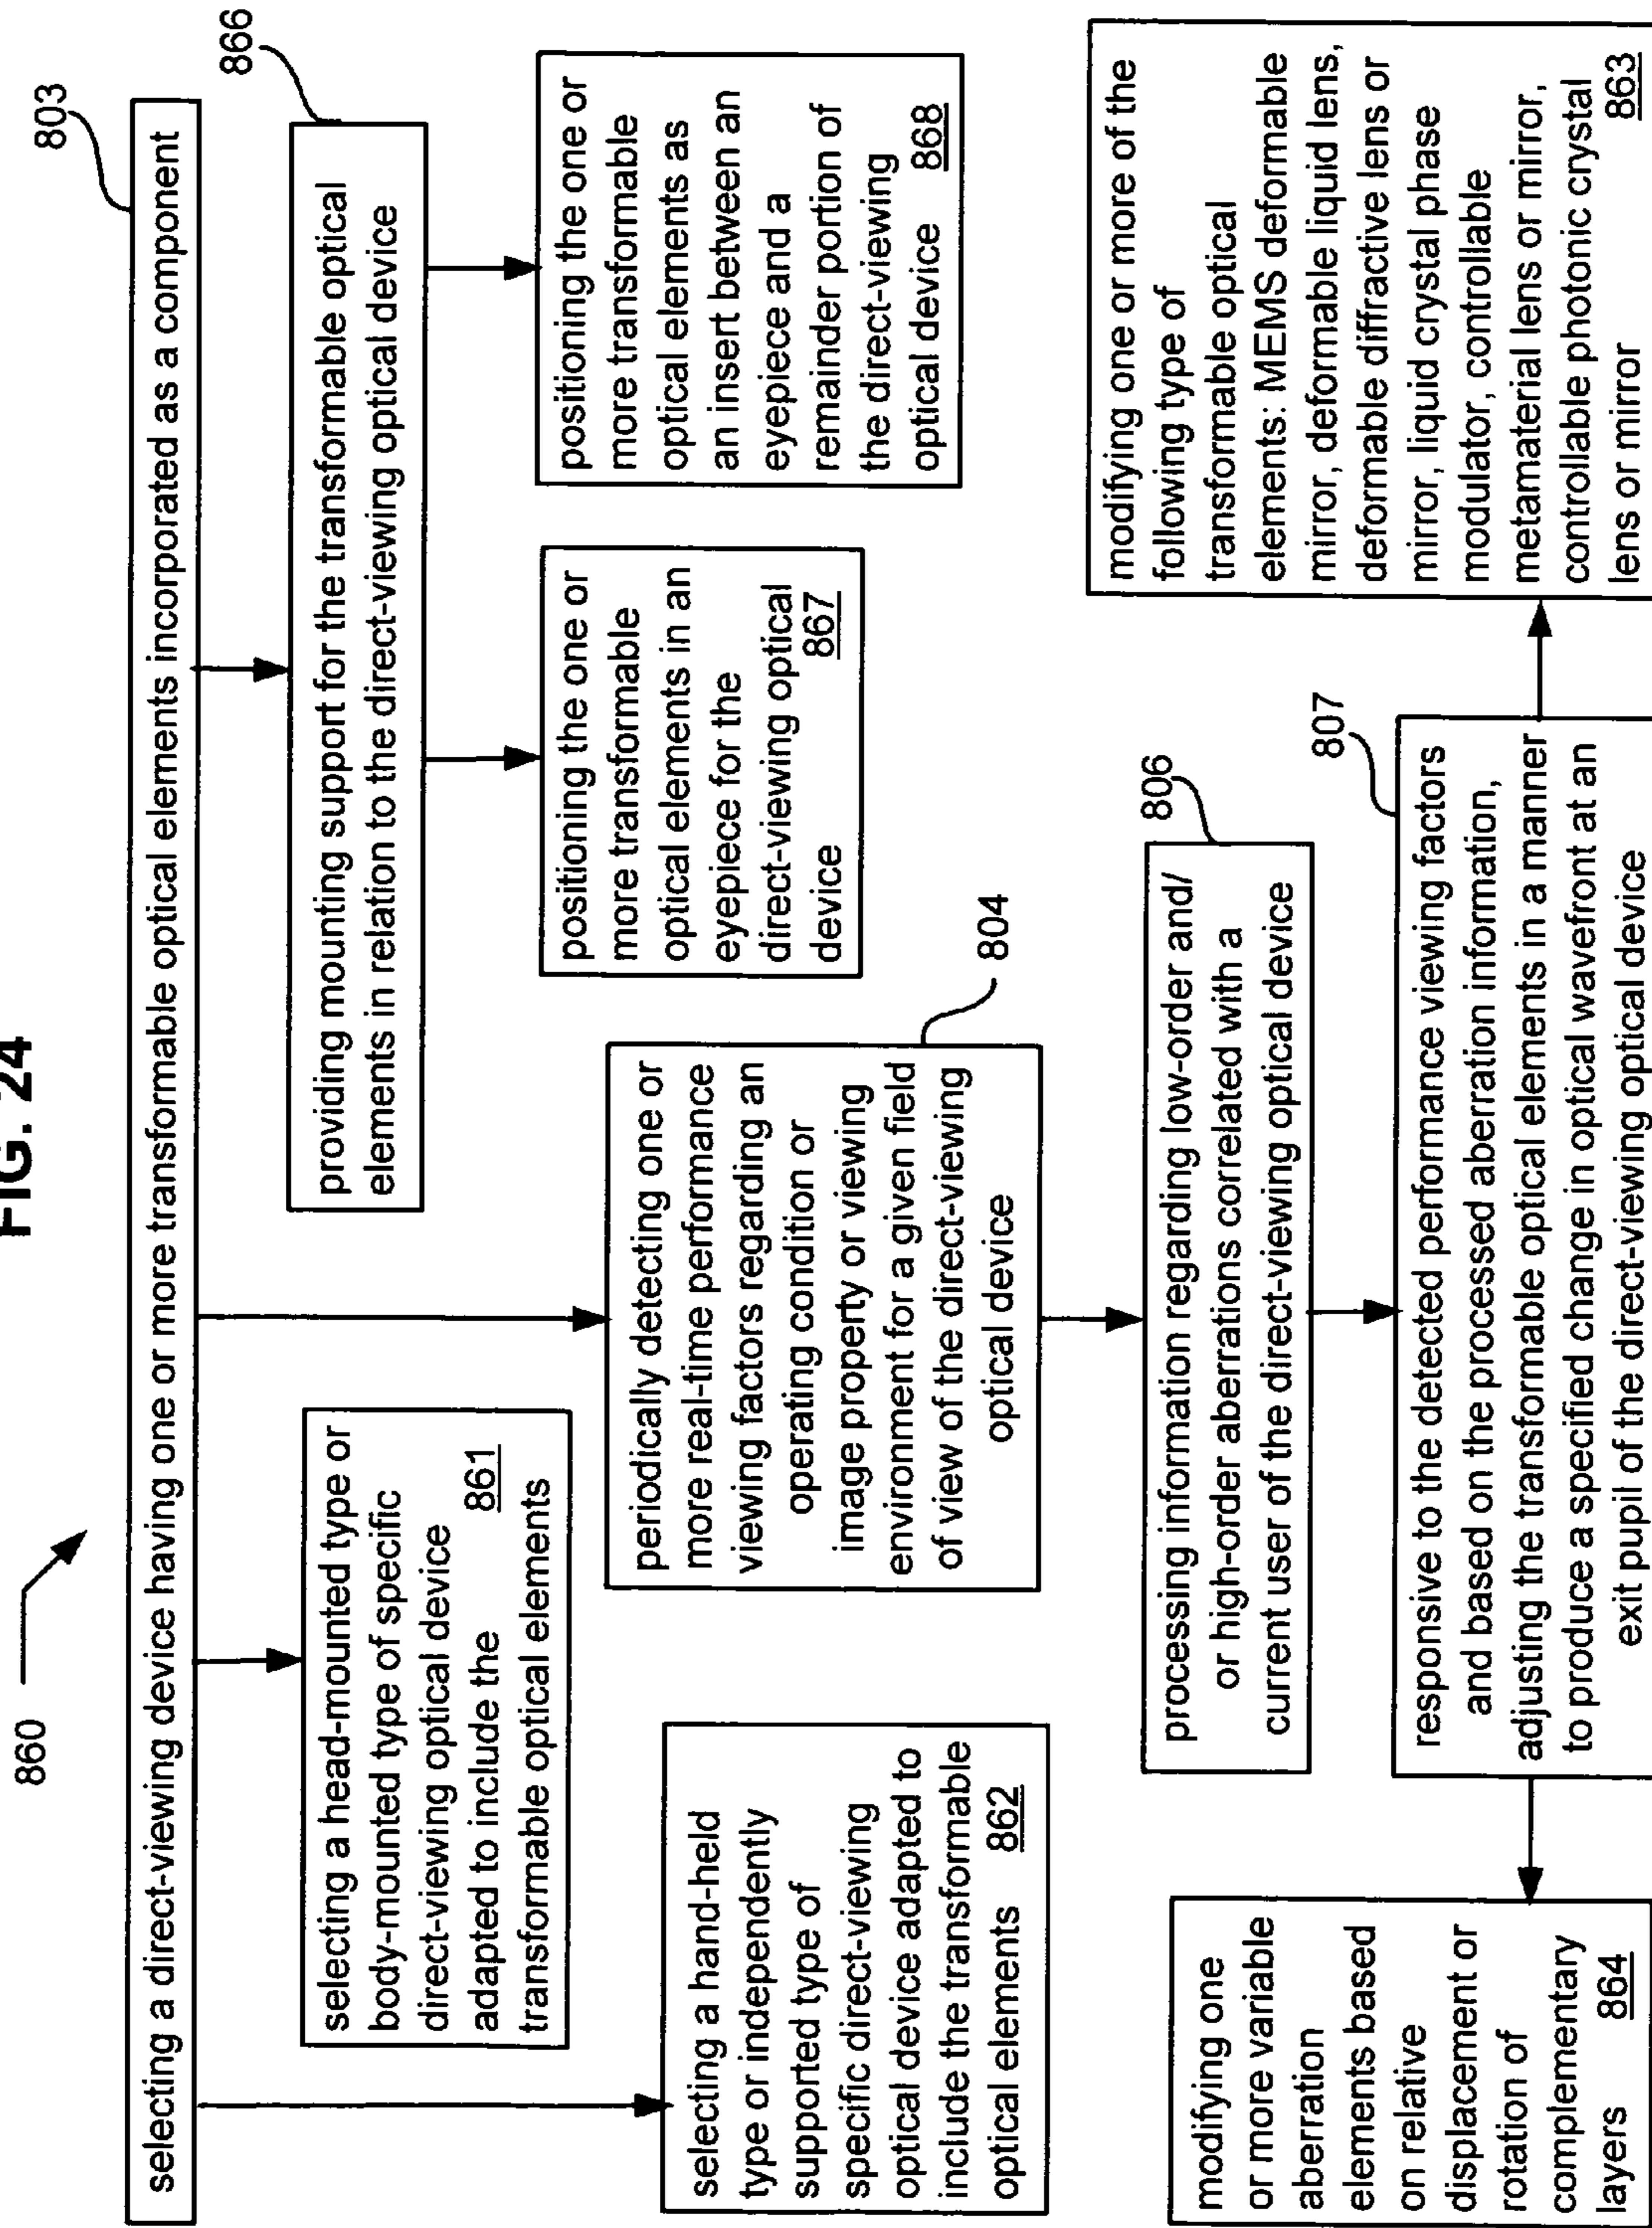 FIG. 24
860
803
selecting a direct-viewing device having one or more transformable optical elements incorporated as a component
866
providing mounting support for the transformable optical
elements in relation to the direct-viewing optical device
selecting a head-mounted type or
body-mounted type of specific
direct-viewing optical device
adapted to include the 861
transformable optical elements
selecting a hand-held
type or independently
supported type of
specific direct-viewing
optical device adapted to
include the transformable
optical elements 862
positioning the one or
more transformable
optical elements in an
eyepiece for the
direct-viewing optical
device 867
positioning the one or
more transformable
optical elements as
an insert between an
eyepiece and a
remainder portion of
the direct-viewing
optical device 868
periodically detecting one or
more real-time performance
viewing factors regarding an
operating condition or
image property or viewing
environment for a given field
of view of the direct-viewing
optical device
804
processing information regarding low-order and/
or high-order aberrations correlated with a
current user of the direct-viewing optical device
806
807
responsive to the detected performance viewing factors
and based on the processed aberration information,
adjusting the transformable optical elements in a manner
to produce a specified change in optical wavefront at an
exit pupil of the direct-viewing optical device
modifying one
or more variable
aberration
elements based
on relative
displacement or
rotation of
complementary
layers 864
modifying one or more of the
following type of
transformable optical
elements: MEMS deformable
mirror, deformable liquid lens,
deformable diffractive lens or
mirror, liquid crystal phase
modulator, controllable
metamaterial lens or mirror,
controllable photonic crystal
lens or mirror 863